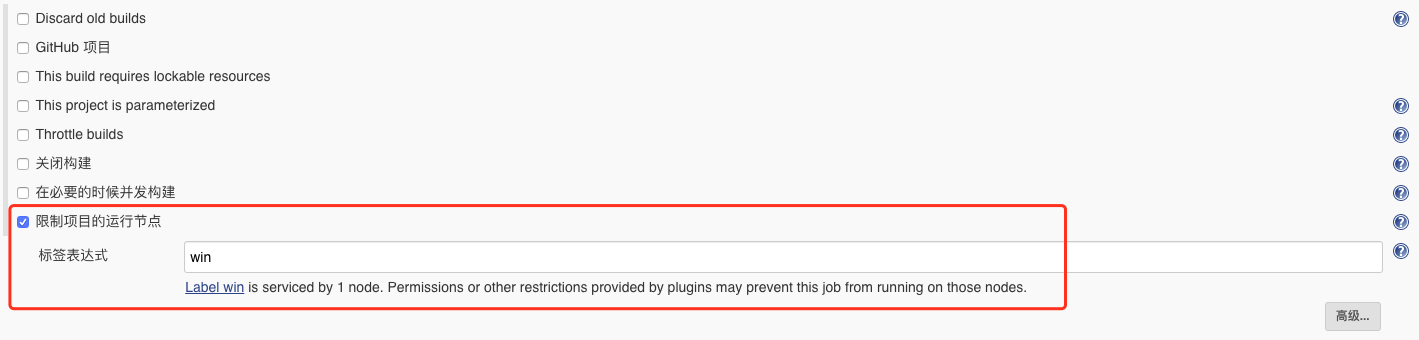 Discard old builds
GitHub 项目
This build requires lockable resources
This project is parameterized
Throttle builds
关闭构建
在必要的时候并发构建
限制项目的运行节点
标签表达式 win
Label win is serviced by 1 node. Permissions or other restrictions provided by plugins may prevent this job from running on those nodes.
高级...